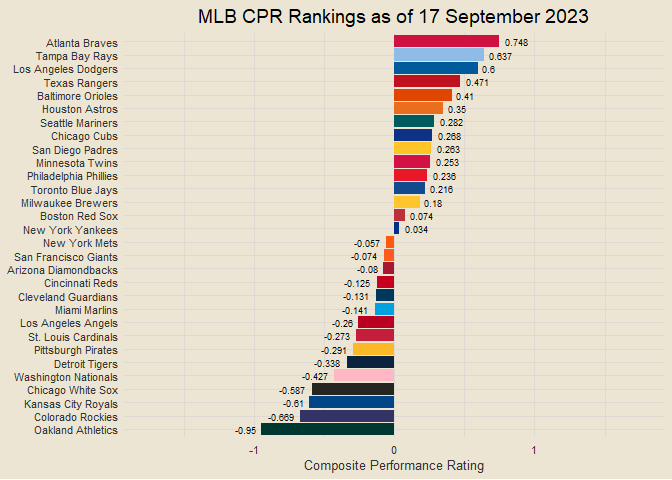 MLB CPR Rankings as of 17 September 2023
Atlanta Braves 0.748
Tampa Bay Rays 0.637
Los Angeles Dodgers 0.6
Texas Rangers 0.471
Baltimore Orioles 0.41
Houston Astros 0.35
Seattle Mariners 0.282
Chicago Cubs 0.268
San Diego Padres 0.263
Minnesota Twins 0.253
Philadelphia Phillies 0.236
Toronto Blue Jays 0.216
Milwaukee Brewers 0.18
Boston Red Sox 0.074
New York Yankees 0.034
New York Mets -0.057
San Francisco Giants -0.074
Arizona Diamondbacks -0.08
Cincinnati Reds -0.125
Cleveland Guardians -0.131
Miami Marlins -0.141
Los Angeles Angels -0.26
St. Louis Cardinals -0.273
Pittsburgh Pirates -0.291
Detroit Tigers -0.338
Washington Nationals -0.427
Chicago White Sox -0.587
Kansas City Royals -0.61
Colorado Rockies -0.669
Oakland Athletics -0.95
-1 0 1
Composite Performance Rating